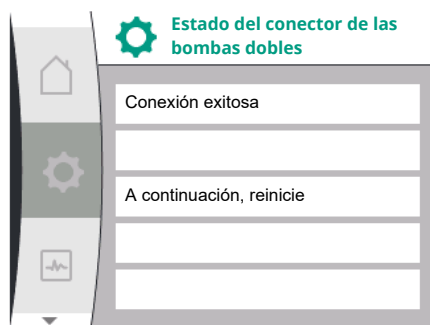 Estado del conector de las
bombas dobles
Conexión exitosa
A continuación, reinicie